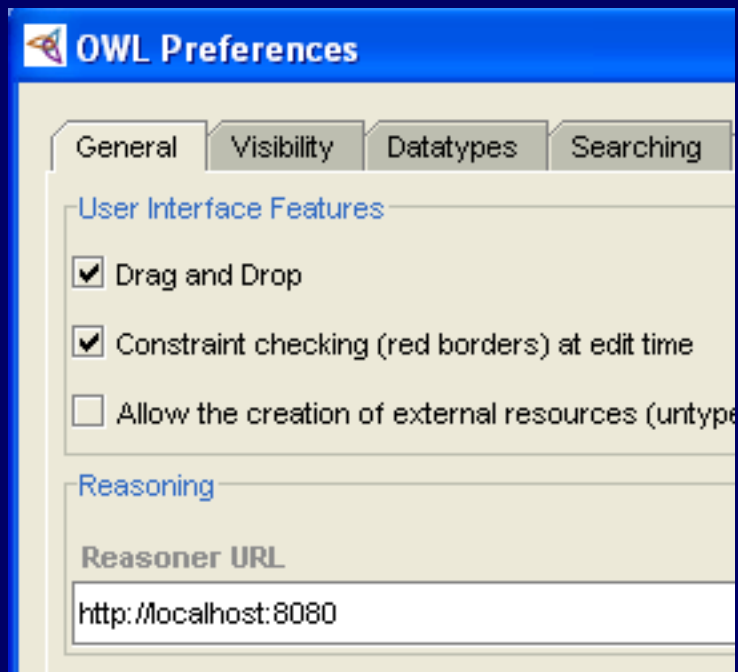 OWL Preferences
General Visibility Datatypes Searching
User Interface Features
Drag and Drop
Constraint checking (red borders) at edit time
Allow the creation of external resources
Reasoning
Reasoner URL
http://localhost:8080